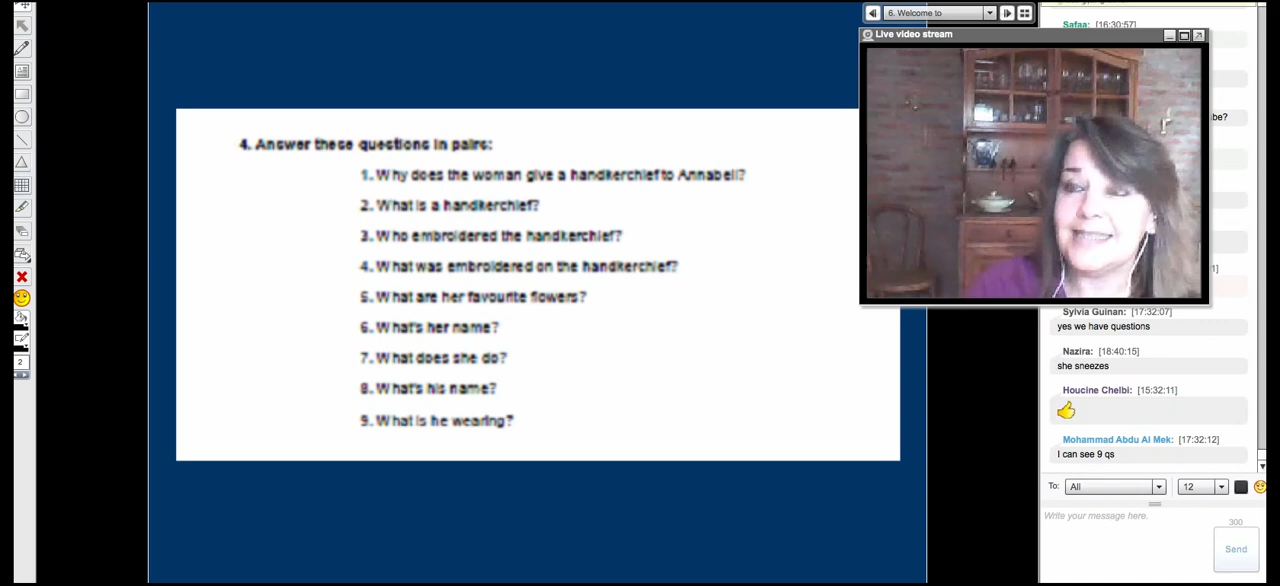 6. Welcome to
Live video stream
4. Answer these questions in pairs:
1. Why does the woman give a handkerchief to Annabell?
2. What is a handkerchief?
3. Who embroidered the handkerchief?
4. What was embroidered on the handkerchief?
5. What are her favourite flowers?
6. What's her name?
7. What does she do?
8. What's his name?
9. What is he wearing?
2
Safaa: [16:30:57]
be?
Sylvia Guinan: [17:32:07]
yes we have questions
Nazira: [18:40:15]
she sneezes
Houcine Chelbi: [15:32:11]
Mohammad Abdu Al Mek: [17:32:12]
I can see 9 qs
To: All 12
Write your message here.
300
Send